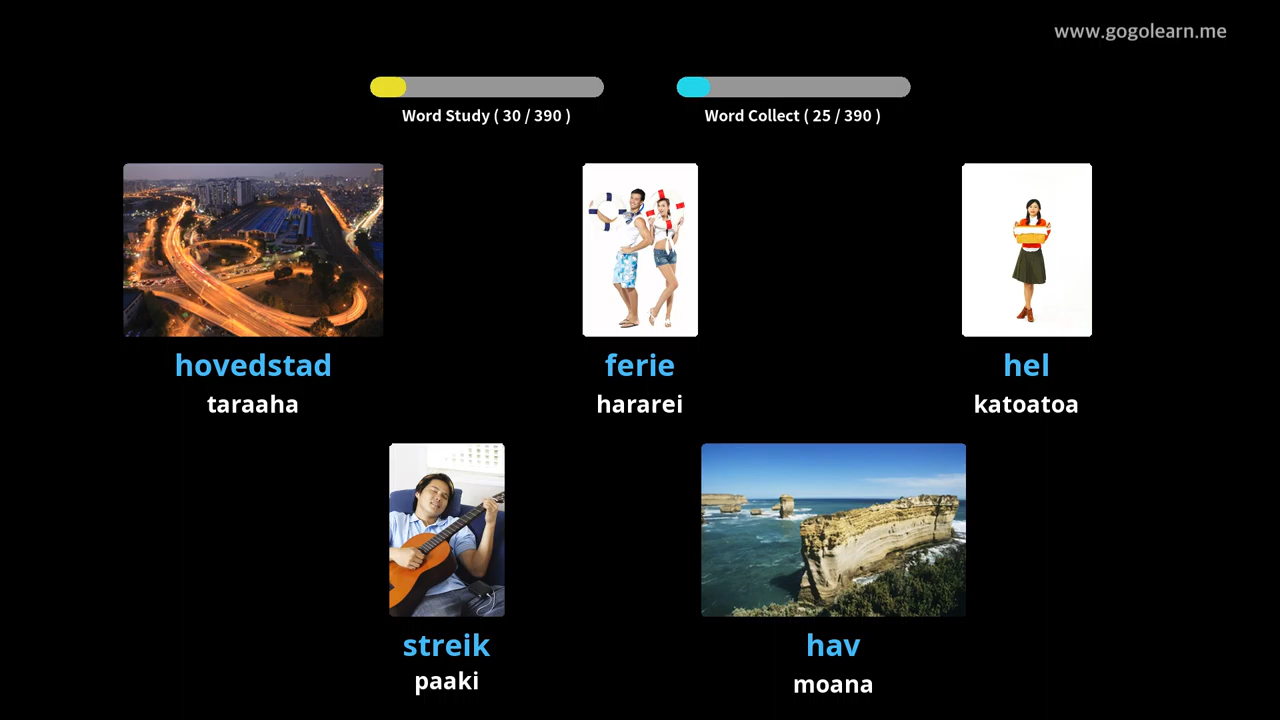 www.gogolearn.me
Word Study ( 30 / 390 )
Word Collect ( 25 / 390 )
hovedstad
taraaha
ferie
hararei
hel
katoatoa
streik
paaki
hav
moana